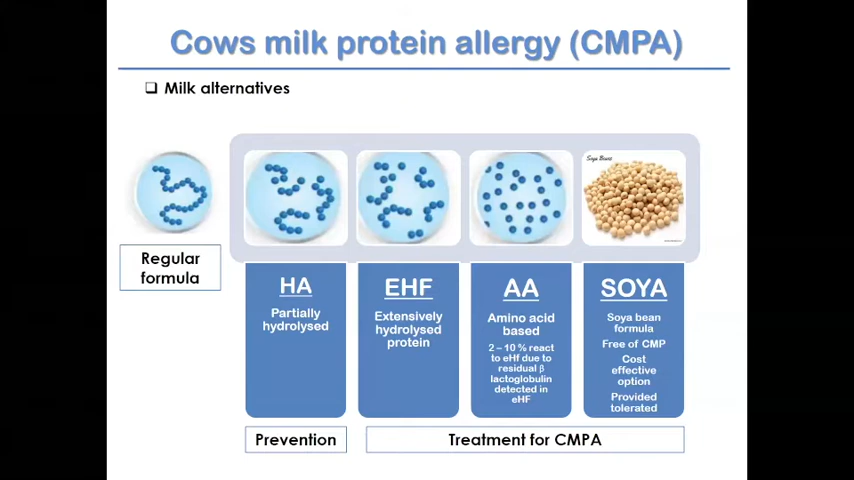 Cows milk protein allergy (CMPA)
❑ Milk alternatives
Soya Beans
Regular
formula
HA
Partially
hydrolysed
EHF
Extensively
hydrolysed
protein
AA
Amino acid
based
2 – 10 % react
to eHf due to
residual β
lactoglobulin
detected in
eHF
SOYA
Soya bean
formula
Free of CMP
Cost
effective
option
Provided
tolerated
Prevention
Treatment for CMPA